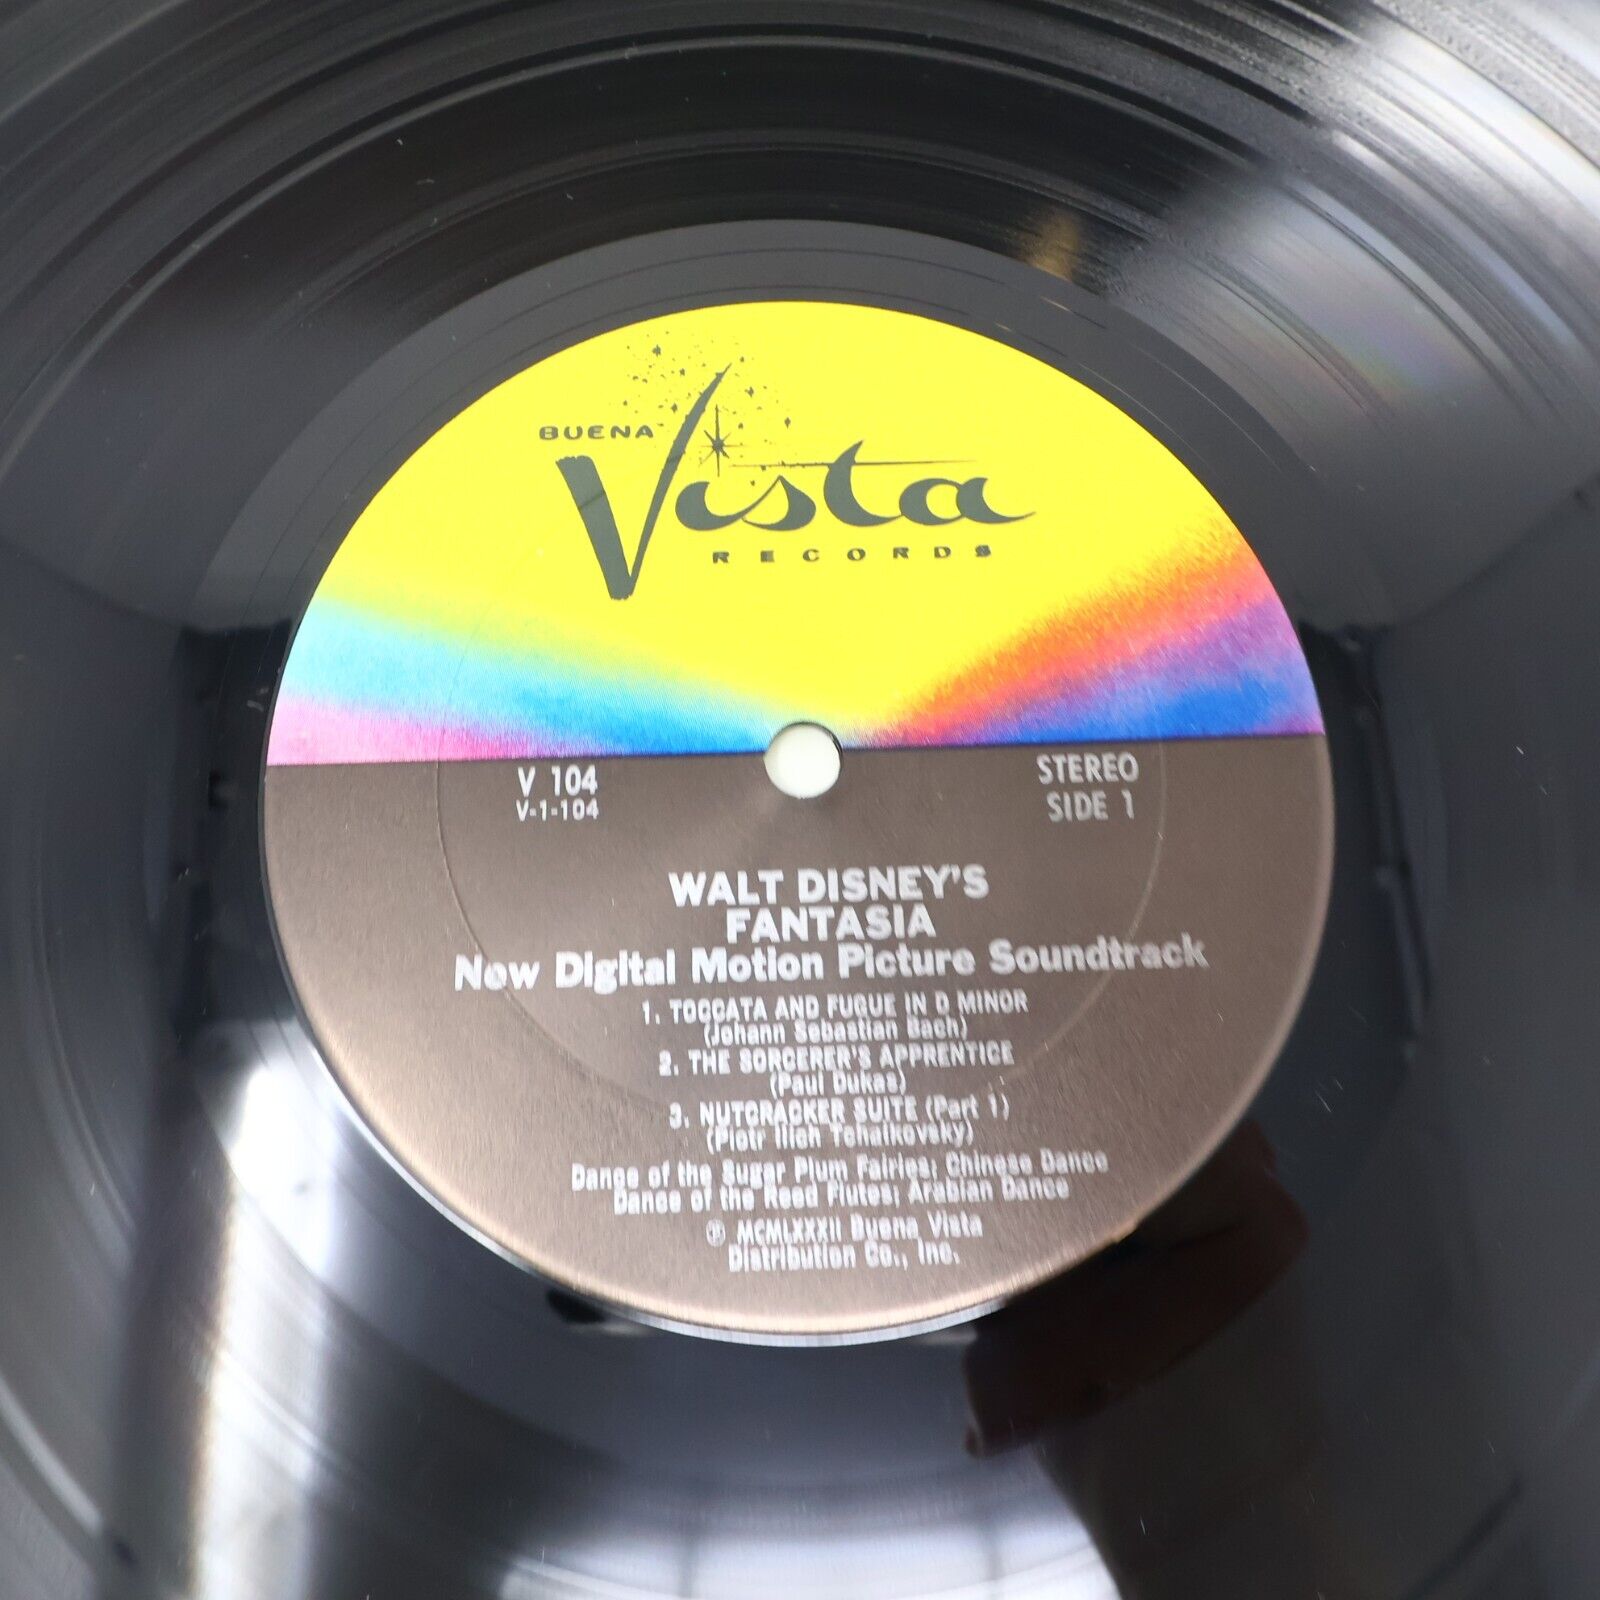 BUENA
Vista
RECORDS
V 104
V-1-104
STEREO
SIDE 1
WALT DISNEY'S
FANTASIA
New Digital Motion Picture Soundtrack
1. TOCCATA AND FUGUE IN D MINOR
(Johann Sebastian Bach)
2. THE SORCERER'S APPRENTICE
(Paul Dukas)
3. NUTCRACKER SUITE (Part 1)
(Piotr Ilich Tchaikovsky)
Dance of the Sugar Plum Fairies; Chinese Dance
Dance of the Reed Flutes; Arabian Dance
℗ MCMLXXXII Buena Vista
Distribution Co., Inc.